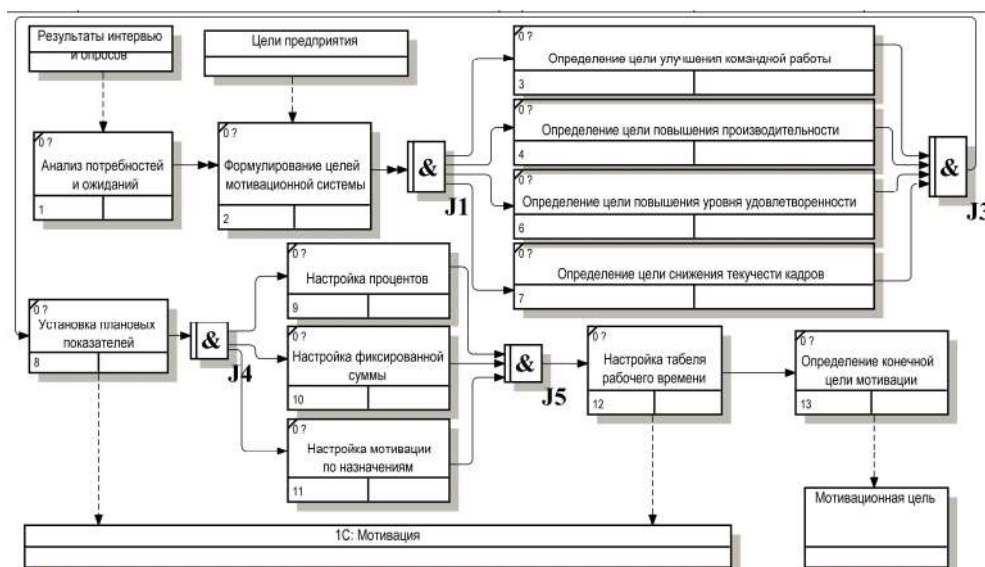 Результаты интервью
и опросов
Цели предприятия
0 ?
Анализ потребностей
и ожиданий
1
0 ?
Формулирование целей
мотивационной системы
2
&
J1
0 ?
Определение цели улучшения командной работы
3
0 ?
Определение цели повышения производительности
4
0 ?
Определение цели повышения уровня удовлетворенности
6
0 ?
Определение цели снижения текучести кадров
7
&
J3
0 ?
Установка плановых
показателей
8
&
J4
0 ?
Настройка процентов
9
0 ?
Настройка фиксированной
суммы
10
0 ?
Настройка мотивации
по назначениям
11
&
J5
0 ?
Настройка табеля
рабочего времени
12
0 ?
Определение конечной
цели мотивации
13
Мотивационная цель
1С: Мотивация